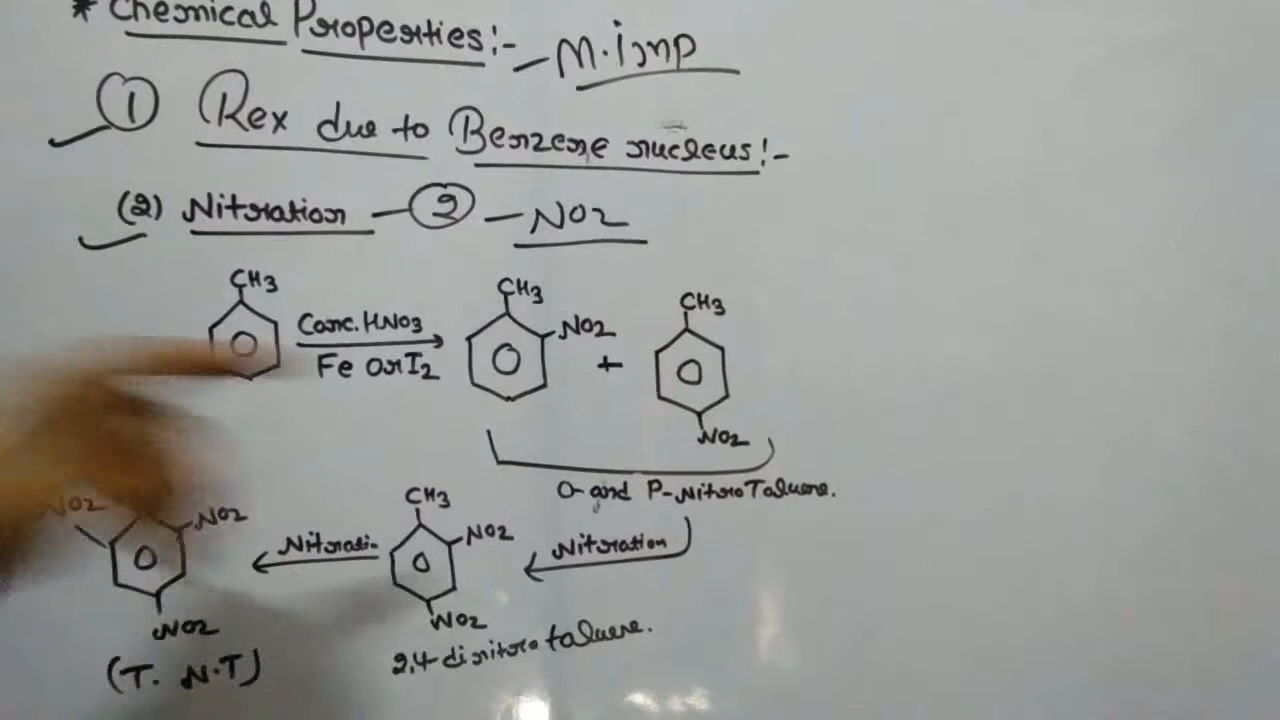 * Chemical Properties:- - M.Imp
① Rex due to Benzene nucleus:-
(2) Nitration - ② - NO2
CH3 CH3 CH3
Conc. HNO3 NO2 +
Fe Or I2
NO2
O- and P- Nitro Toluene.
CH3
NO2 NO2 NO2
Nitrati- Nitration
NO2 NO2
(T. N.T) 2,4-dinitro toluene.